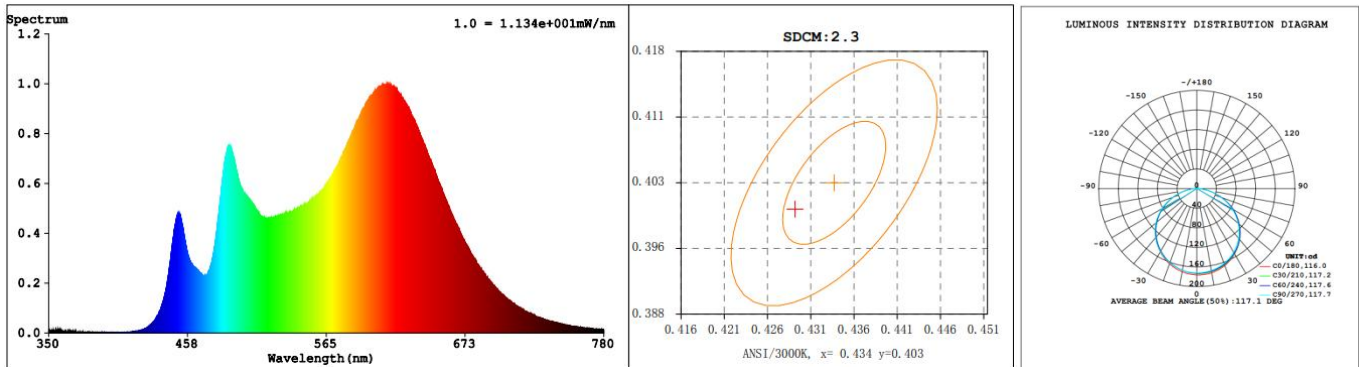 Spectrum
1.0 = 1.134e+001mW/nm
1.2
1.0
0.8
0.6
0.4
0.2
0.0
350 458 565 673 780
Wavelength(nm)
SDCM:2.3
0.418
0.411
0.403
0.396
0.388
0.416 0.421 0.426 0.431 0.436 0.441 0.446 0.451
ANSI/3000K, x= 0.434 y=0.403
LUMINOUS INTENSITY DISTRIBUTION DIAGRAM
-/+180
-150 150
-120 120
-90 0 90
40
80
-60 120 60
160
-30 200 30
0
UNIT:cd
C0/180,116.0
C30/210,117.2
C60/240,117.6
C90/270,117.7
AVERAGE BEAM ANGLE(50%):117.1 DEG